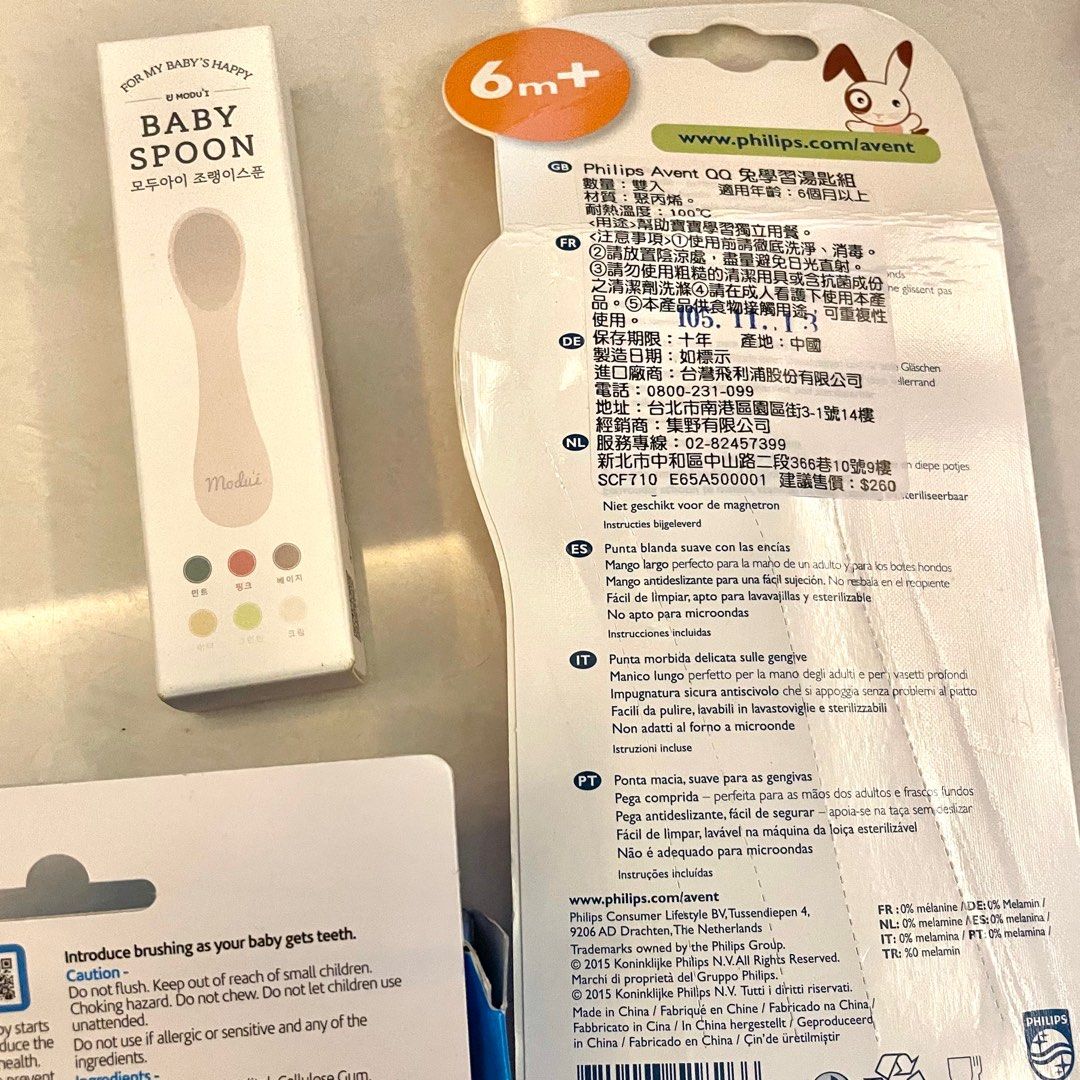 FOR MY BABY'S HAPPY
MODU'I
BABY
SPOON
모두아이 조랭이스푼
Modu'i
민트
핑크
베이지
크림
6m+
www.philips.com/avent
GB
Philips Avent QQ 兔學習湯匙組
數量：雙入 適用年齡：6個月以上
材質：聚丙烯。
耐熱溫度：100℃
<用途>幫助寶寶學習獨立用餐。
FR
<注意事項>①使用前請徹底洗淨、消毒。
②請放置陰涼處，盡量避免日光直射。
③請勿使用粗糙的清潔用具或含抗菌成份
之清潔劑洗滌④請在成人看護下使用本產
品。⑤本產品供食物接觸用途，可重複性
使用。
105. 11. 13
DE
保存期限：十年 產地：中國
製造日期：如標示
進口廠商：台灣飛利浦股份有限公司
電話：0800-231-099
地址：台北市南港區園區街3-1號14樓
經銷商：集野有限公司
NL
服務專線：02-82457399
新北市中和區中山路二段366巷10號9樓
SCF710 E65A500001 建議售價：$260
ne glissent pas
Gläschen
ellerrand
n diepe potjes
teriliseerbaar
Niet geschikt voor de magnetron
Instructies bijgeleverd
ES
Punta blanda suave con las encías
Mango largo perfecto para la mano de un adulto y para los botes hondos
Mango antideslizante para una fácil sujeción. No resbala en el recipiente
Fácil de limpiar, apto para lavavajillas y esterilizable
No apto para microondas
Instrucciones incluidas
IT
Punta morbida delicata sulle gengive
Manico lungo perfetto per la mano degli adulti e per i vasetti profondi
Impugnatura sicura antiscivolo che si appoggia senza problemi al piatto
Facili da pulire, lavabili in lavastoviglie e sterilizzabili
Non adatti al forno a microonde
Istruzioni incluse
PT
Ponta macia, suave para as gengivas
Pega comprida – perfeita para as mãos dos adultos e frascos fundos
Pega antideslizante, fácil de segurar – apoia-se na taça sem deslizar
Fácil de limpar, lavável na máquina da loiça esterilizável
Não é adequado para microondas
Instruções incluídas
www.philips.com/avent
Philips Consumer Lifestyle BV, Tussendiepen 4,
9206 AD Drachten, The Netherlands
Trademarks owned by the Philips Group.
© 2015 Koninklijke Philips N.V. All Rights Reserved.
Marchi di proprietà del Gruppo Philips.
© 2015 Koninklijke Philips N.V. Tutti i diritti riservati.
Made in China / Fabriqué en Chine / Fabricado na China /
Fabbricato in Cina / In China hergestellt / Geproduceerd
in China / Fabricado en China / Çin'de üretilmiştir
FR : 0% mélanine / DE: 0% Melamin /
NL: 0% melamine / ES: 0% melanina /
IT: 0% melamina / PT: 0% melamina /
TR: %0 melamin
PHILIPS
Introduce brushing as your baby gets teeth.
Caution -
Do not flush. Keep out of reach of small children.
Choking hazard. Do not chew. Do not let children use
unattended.
Do not use if allergic or sensitive and any of the
ingredients.
Ingredients -
Cellulose Gum,
by starts
duce the
health.
prevent